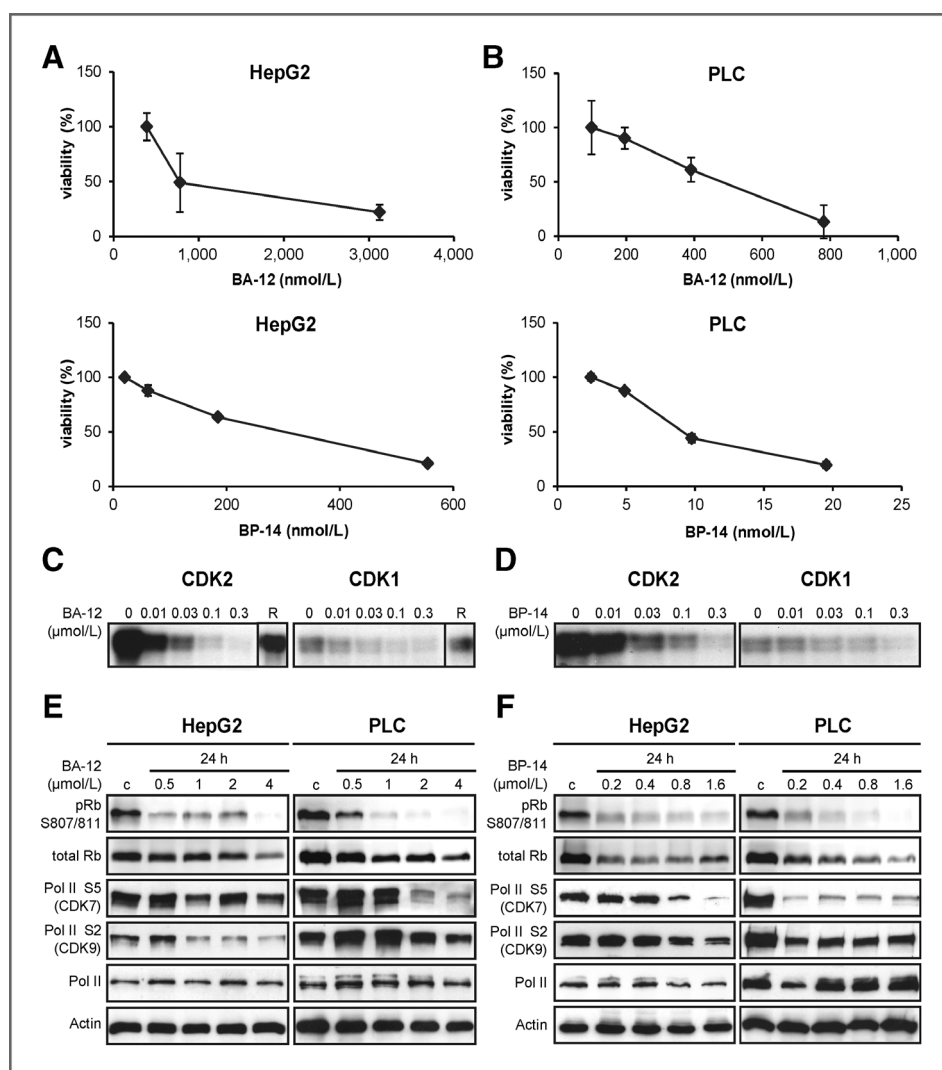 A
HepG2
150
100
50
0
viability (%)
0 1,000 2,000 3,000 4,000
BA-12 (nmol/L)
B
PLC
150
100
50
0
viability (%)
0 200 400 600 800 1,000
BA-12 (nmol/L)
HepG2
150
100
50
0
viability (%)
0 200 400 600
BP-14 (nmol/L)
PLC
150
100
50
0
viability (%)
0 5 10 15 20 25
BP-14 (nmol/L)
C
CDK2 CDK1
BA-12 0 0.01 0.03 0.1 0.3 R 0 0.01 0.03 0.1 0.3 R
(µmol/L)
D
CDK2 CDK1
BP-14 0 0.01 0.03 0.1 0.3 0 0.01 0.03 0.1 0.3
(µmol/L)
E
HepG2 PLC
24 h 24 h
BA-12
(µmol/L) c 0.5 1 2 4 c 0.5 1 2 4
pRb
S807/811
total Rb
Pol II S5
(CDK7)
Pol II S2
(CDK9)
Pol II
Actin
F
HepG2 PLC
24 h 24 h
BP-14
(µmol/L) c 0.2 0.4 0.8 1.6 c 0.2 0.4 0.8 1.6
pRb
S807/811
total Rb
Pol II S5
(CDK7)
Pol II S2
(CDK9)
Pol II
Actin